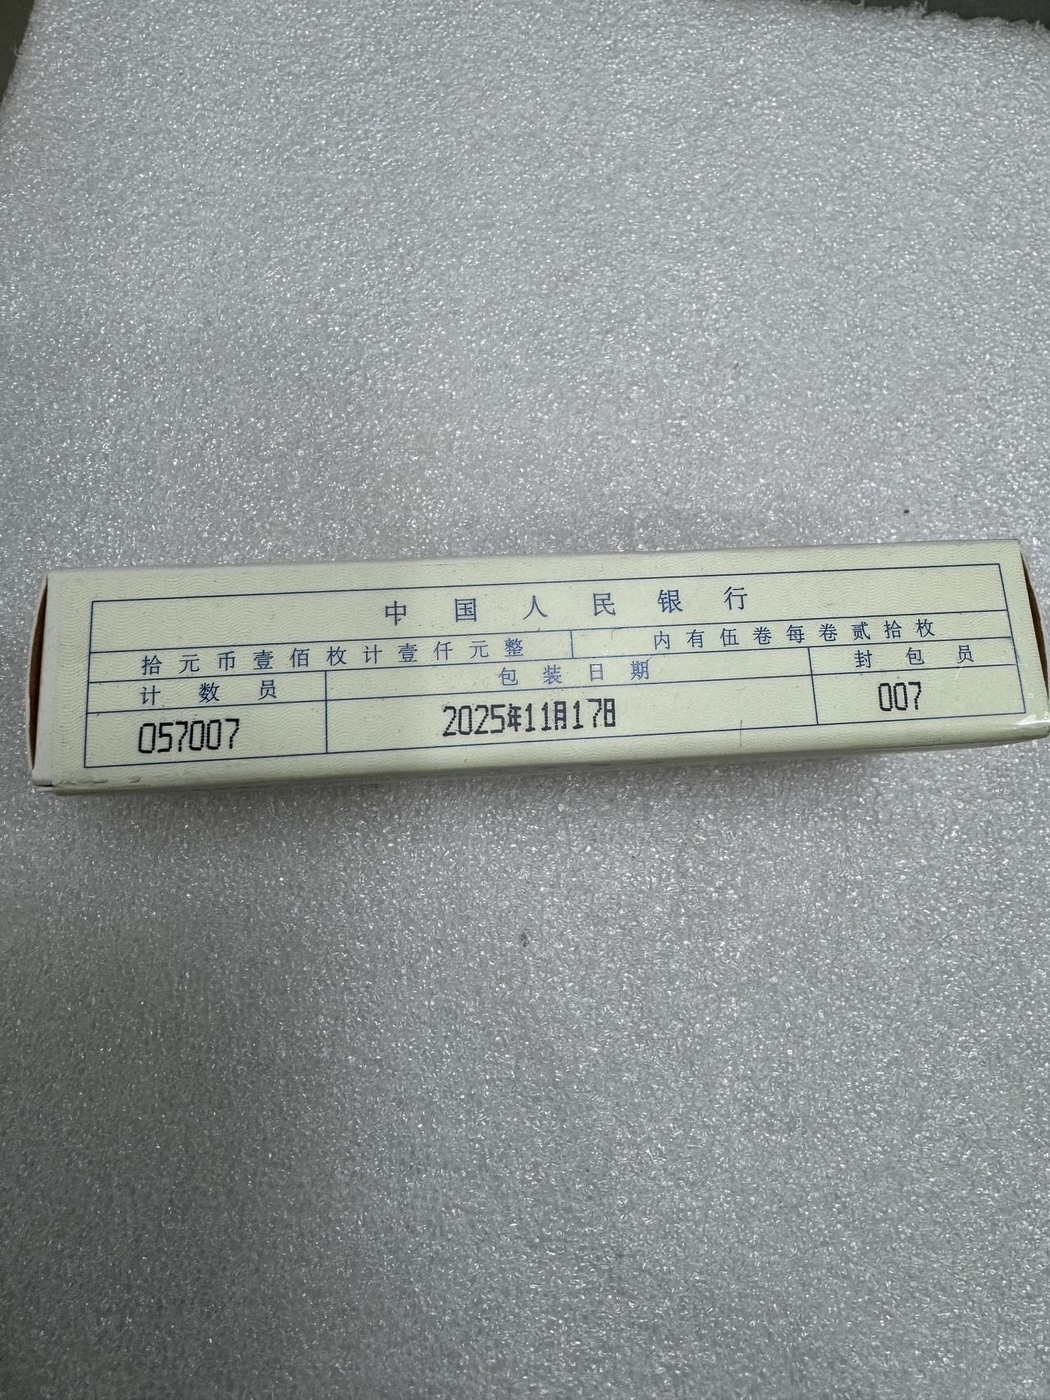 中国人民银行
拾元币壹佰枚计壹仟元整 内有伍卷每卷贰拾枚
计数员 包装日期 封包员
057007 2025年11月17日 007